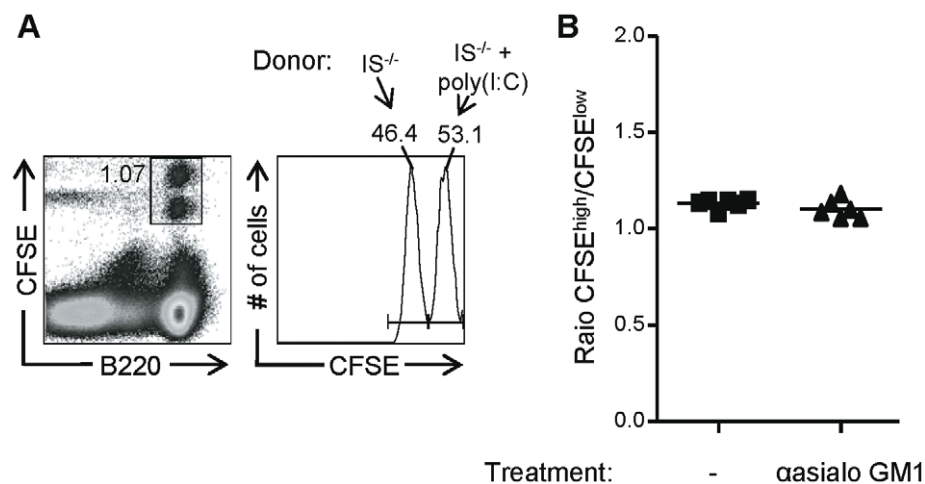 A
Donor: IS-/- IS-/- +
poly(I:C)
46.4 53.1
1.07
CFSE
B220
# of cells
CFSE
B
Raio CFSEhigh/CFSElow
2.0
1.5
1.0
0.5
0.0
Treatment: - αasialo GM1